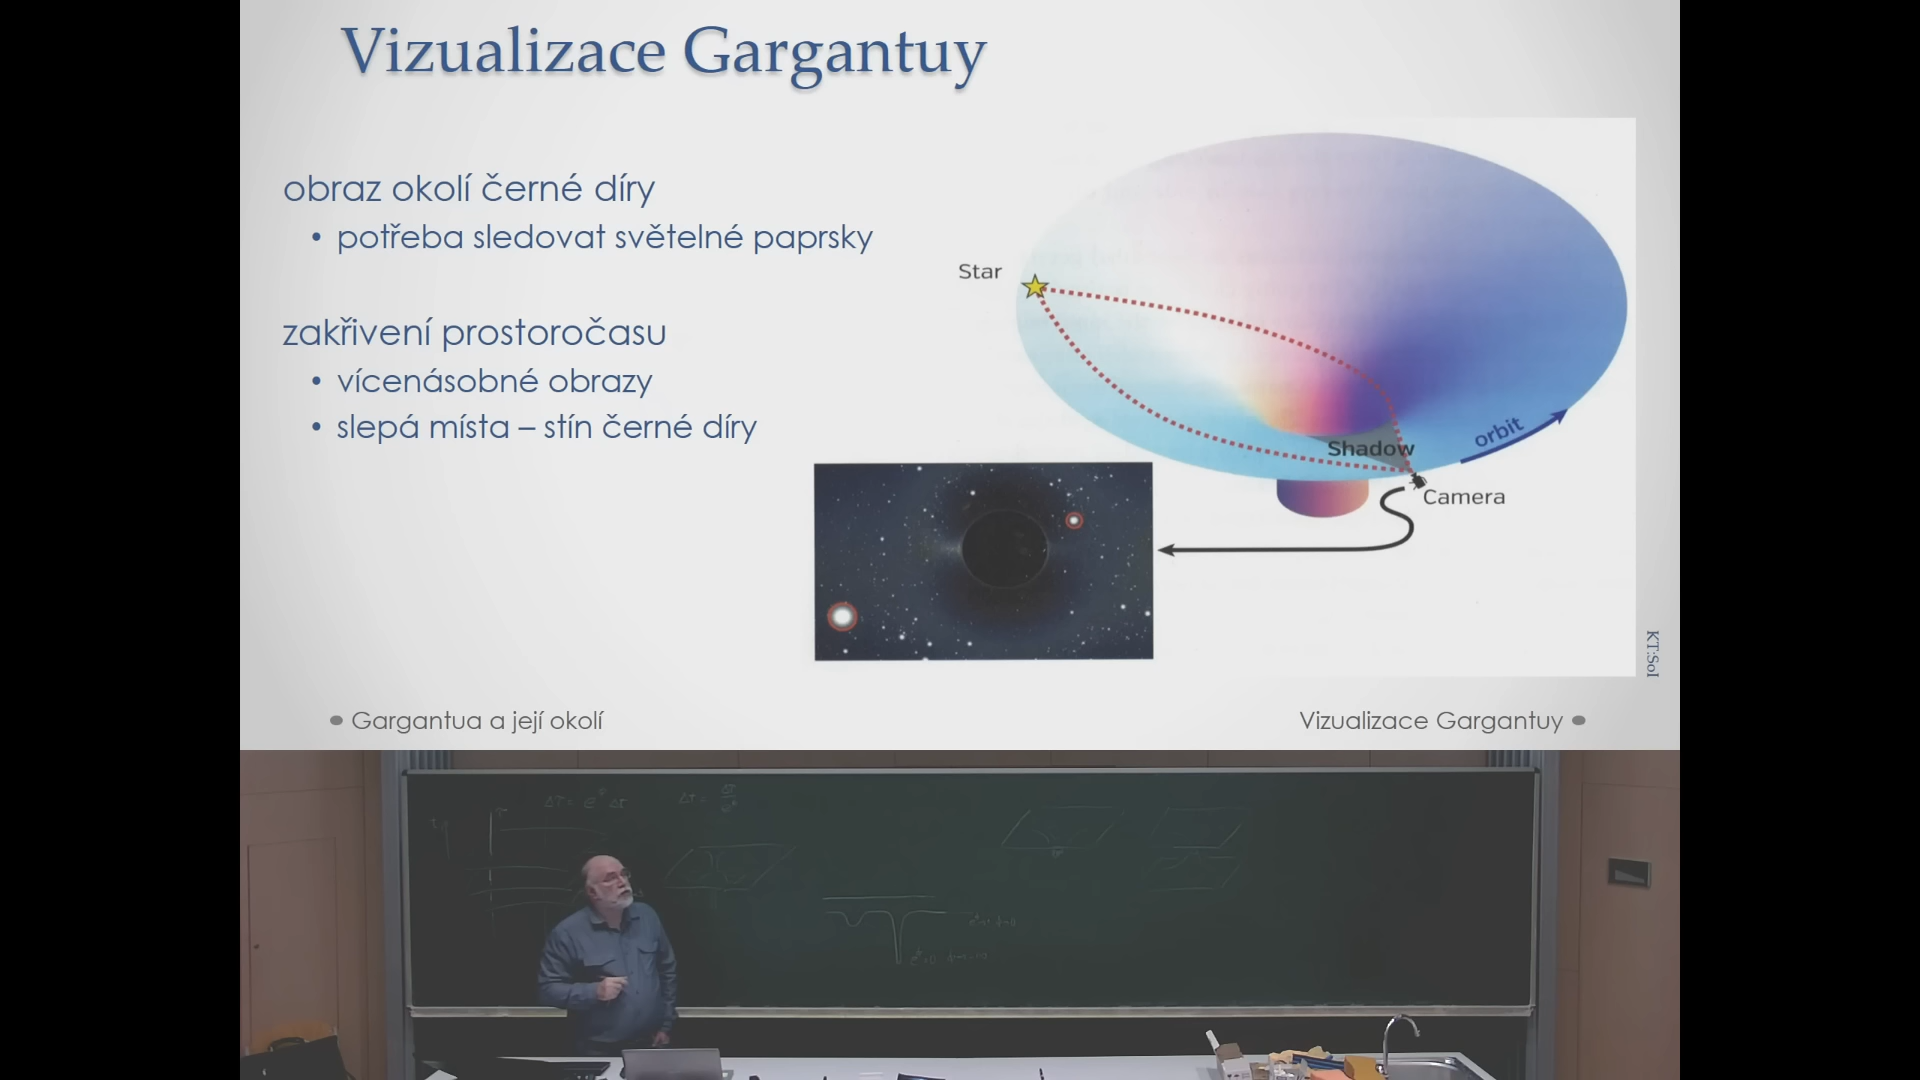 Vizualizace Gargantuy
obraz okolí černé díry
• potřeba sledovat světelné paprsky
zakřivení prostoročasu
• vícenásobné obrazy
• slepá místa – stín černé díry
Star
Shadow
orbit
Camera
KT:SoI
Gargantua a její okolí
Vizualizace Gargantuy